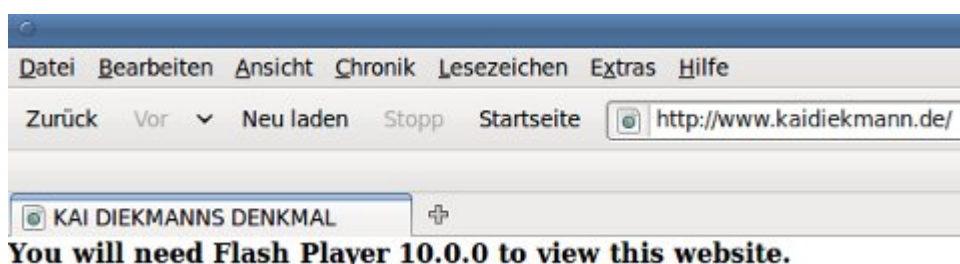 Datei Bearbeiten Ansicht Chronik Lesezeichen Extras Hilfe
Zurück Vor Neu laden Stopp Startseite http://www.kaidiekmann.de/
KAI DIEKMANNS DENKMAL
You will need Flash Player 10.0.0 to view this website.